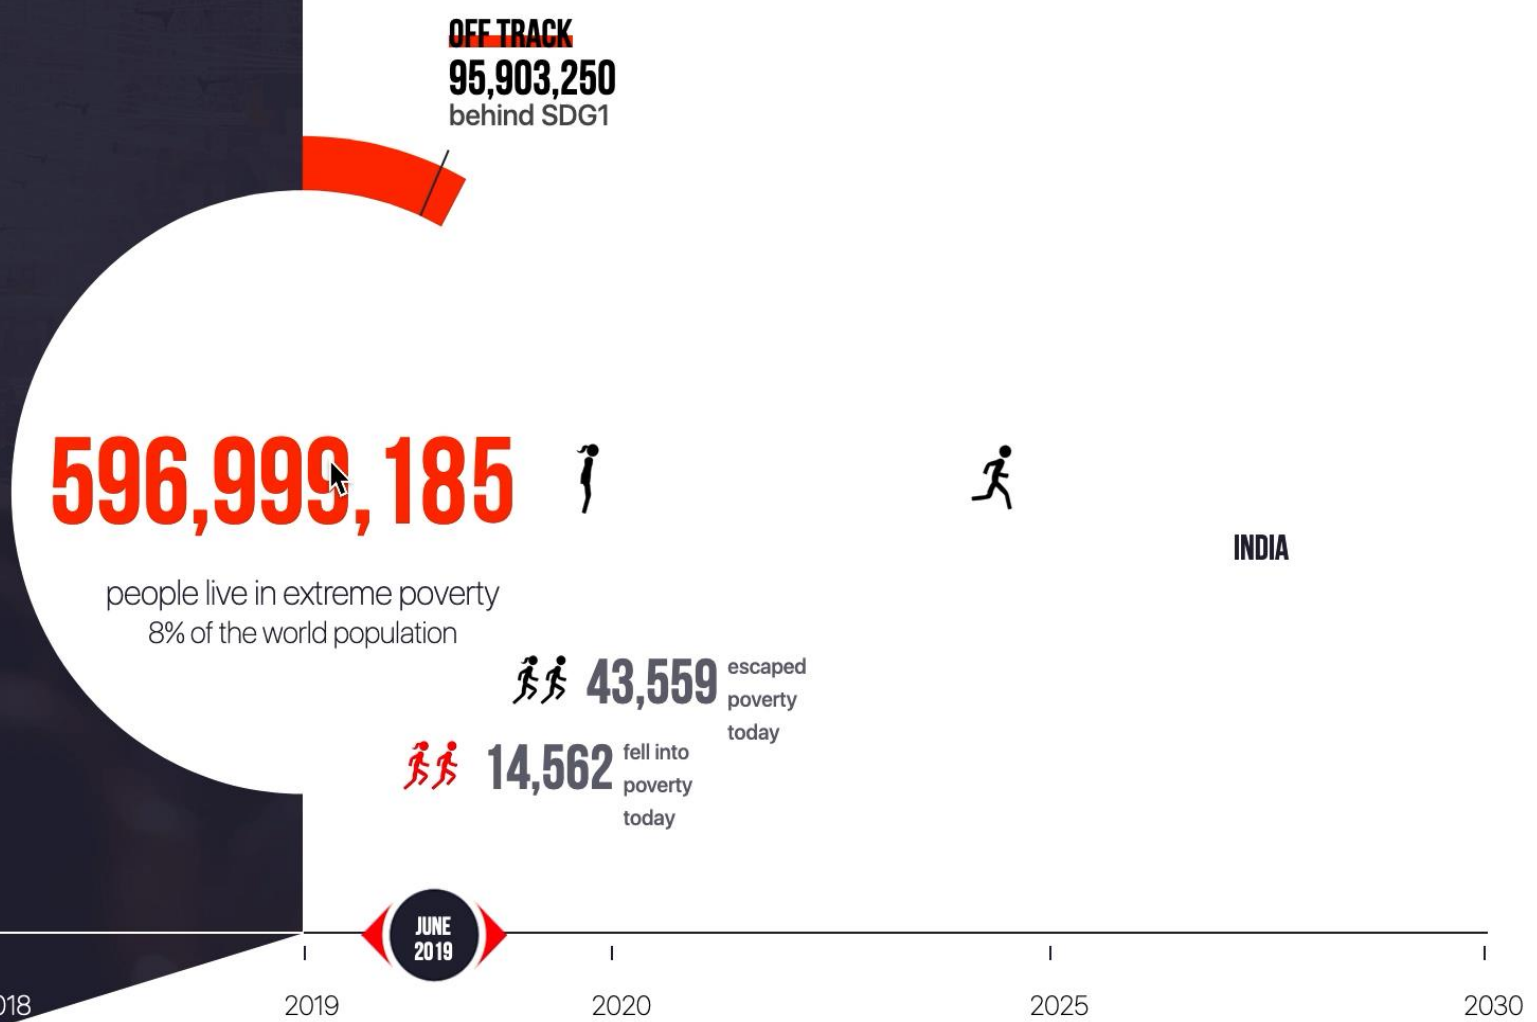 OFF TRACK
95,903,250
behind SDG1
596,999,185
people live in extreme poverty
8% of the world population
INDIA
43,559
escaped
poverty
today
14,562
fell into
poverty
today
JUNE
2019
018
2019
2020
2025
2030